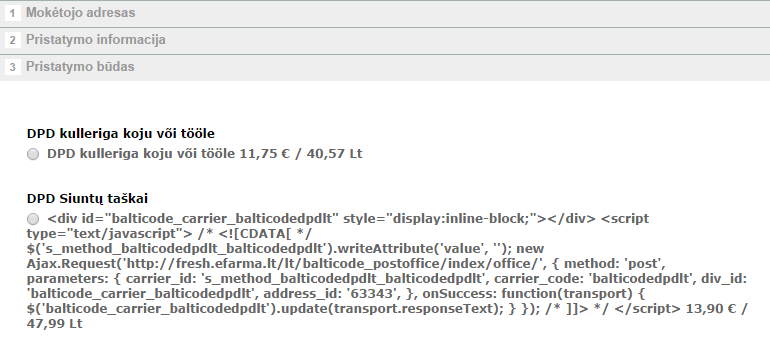 1 Mokėtojo adresas
2 Pristatymo informacija
3 Pristatymo būdas
DPD kulleriga koju või tööle
DPD kulleriga koju või tööle 11,75 € / 40,57 Lt
DPD Siuntų taškai
<div id="balticode_carrier_balticodedpdlt" style="display:inline-block;"></div> <script
type="text/javascript"> /* <![CDATA[ */
$('s_method_balticodedpdlt_balticodedpdlt').writeAttribute('value', ''); new
Ajax.Request('http://fresh.efarma.lt/lt/balticode_postoffice/index/office/', { method: 'post',
parameters: { carrier_id: 's_method_balticodedpdlt_balticodedpdlt', carrier_code: 'balticodedpdlt', div_id:
'balticode_carrier_balticodedpdlt', address_id: '63343', }, onSuccess: function(transport) {
$('balticode_carrier_balticodedpdlt').update(transport.responseText); } }); /* ]]> */ </script> 13,90 € /
47,99 Lt